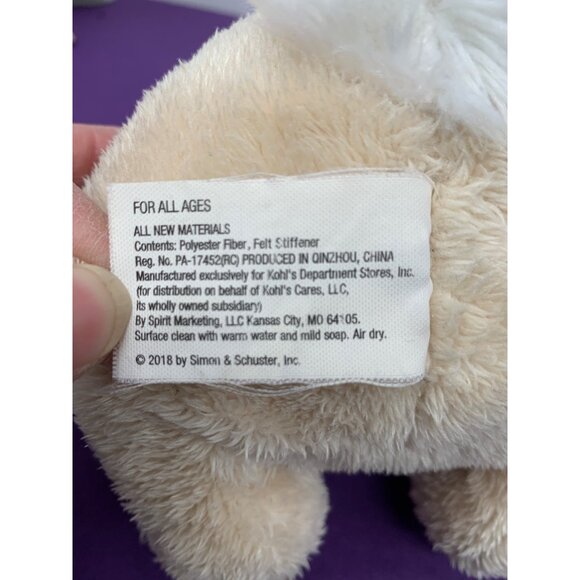 FOR ALL AGES
ALL NEW MATERIALS
Contents: Polyester Fiber, Felt Stiffener
Reg. No. PA-17452(RC) PRODUCED IN QINZHOU, CHINA
Manufactured exclusively for Kohl's Department Stores, Inc.
(for distribution on behalf of Kohl's Cares, LLC,
its wholly owned subsidiary)
By Spirit Marketing, LLC Kansas City, MO 64105.
Surface clean with warm water and mild soap. Air dry.
© 2018 by Simon & Schuster, Inc.